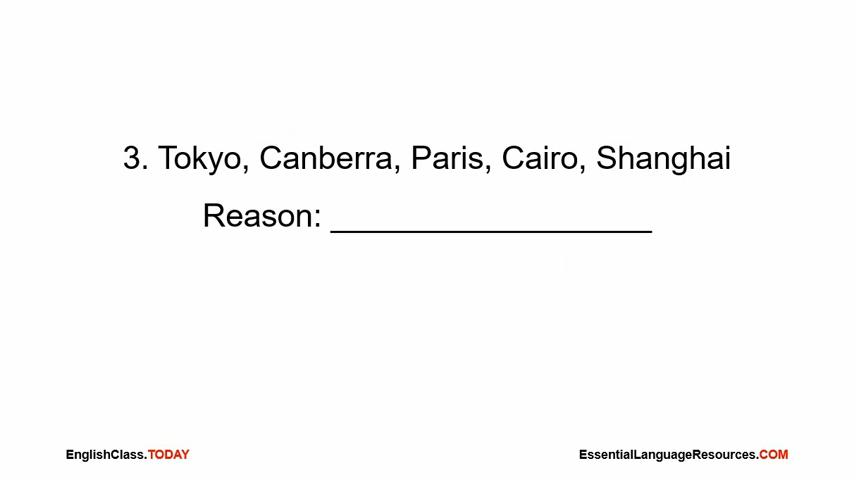 3. Tokyo, Canberra, Paris, Cairo, Shanghai
Reason: ___________________
EnglishClass.TODAY
EssentialLanguageResources.COM